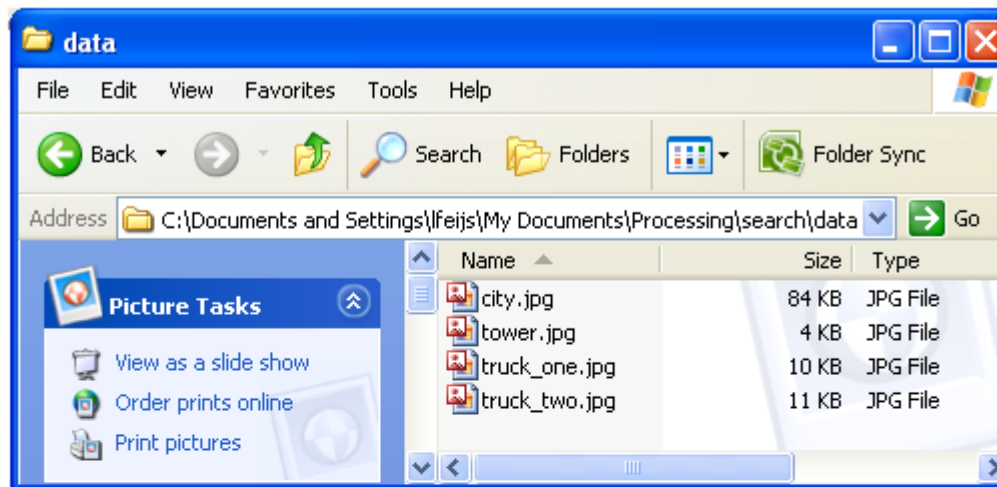 data
File Edit View Favorites Tools Help
Back Search Folders Folder Sync
Address C:\Documents and Settings\lfeijs\My Documents\Processing\search\data Go
Picture Tasks
View as a slide show
Order prints online
Print pictures
Name Size Type
city.jpg 84 KB JPG File
tower.jpg 4 KB JPG File
truck_one.jpg 10 KB JPG File
truck_two.jpg 11 KB JPG File